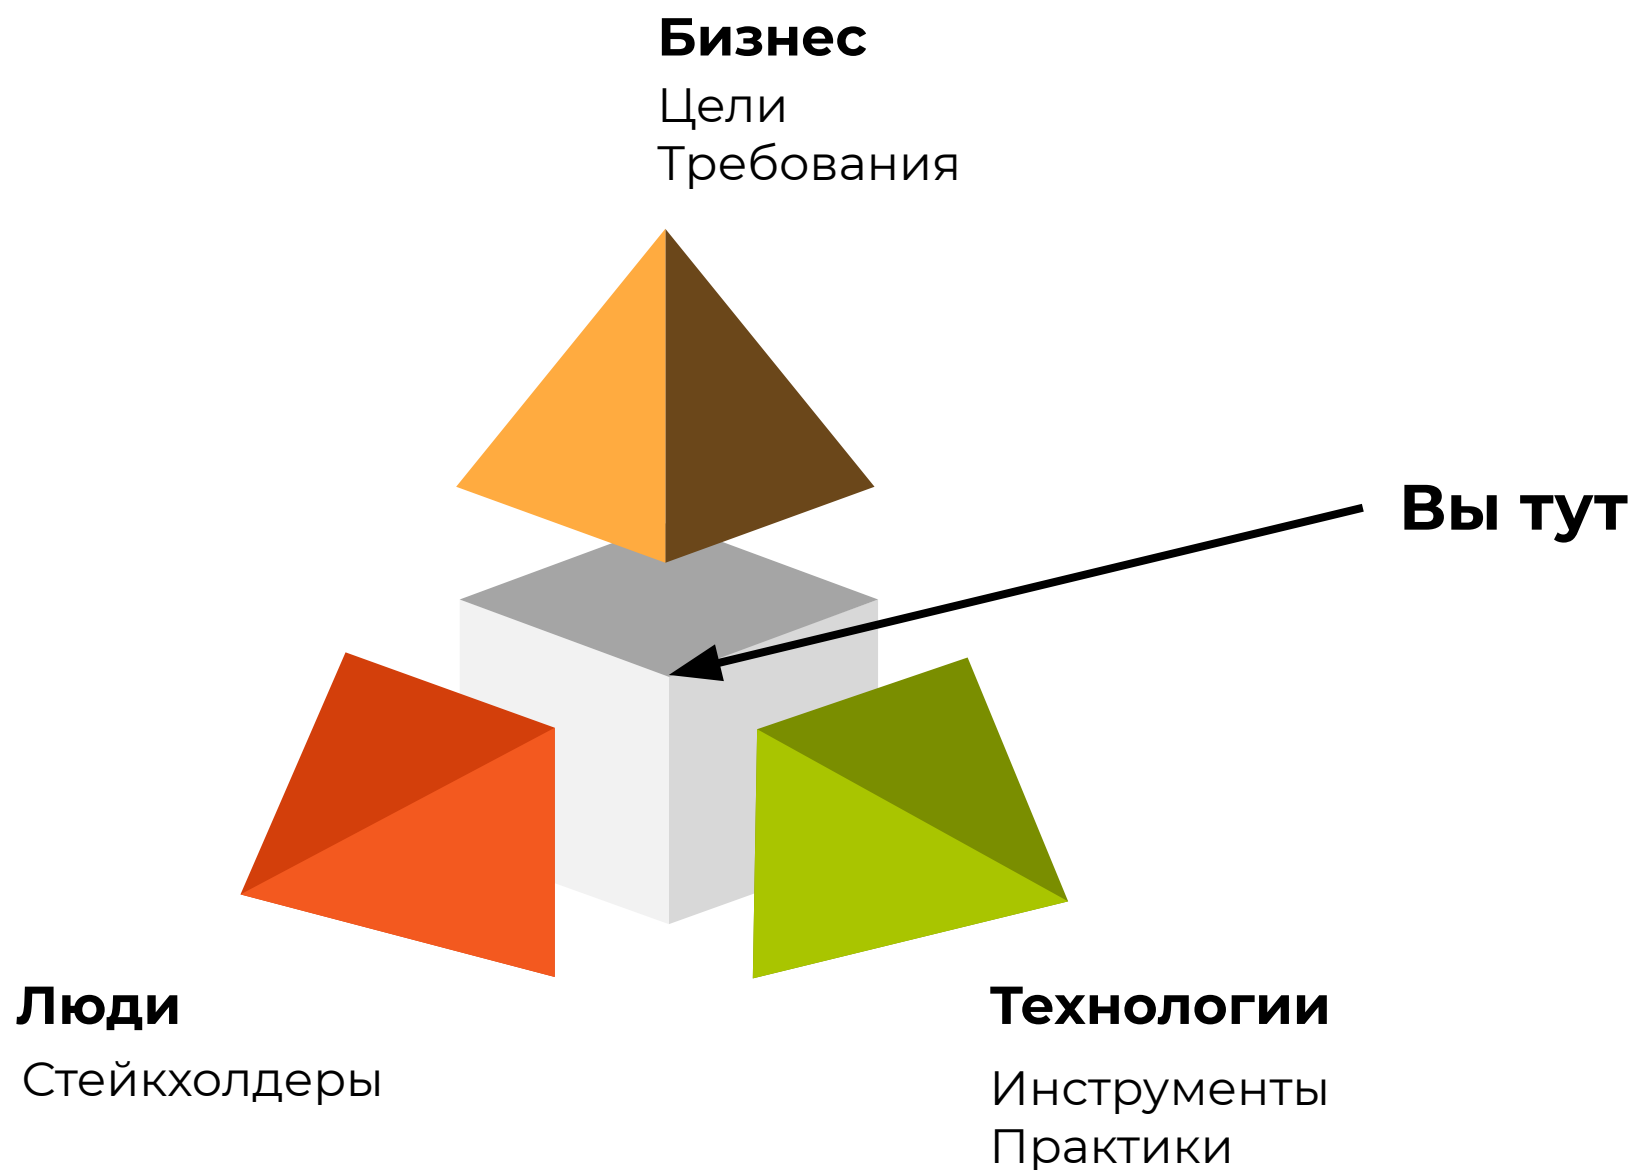 Бизнес
Цели
Требования
Вы тут
Люди
Стейкхолдеры
Технологии
Инструменты
Практики